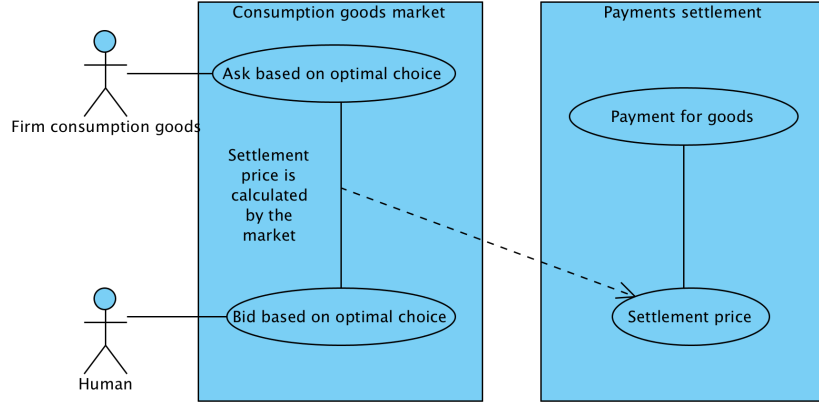 Consumption goods market
Payments settlement
Ask based on optimal choice
Firm consumption goods
Payment for goods
Settlement
price is
calculated
by the
market
Bid based on optimal choice
Settlement price
Human